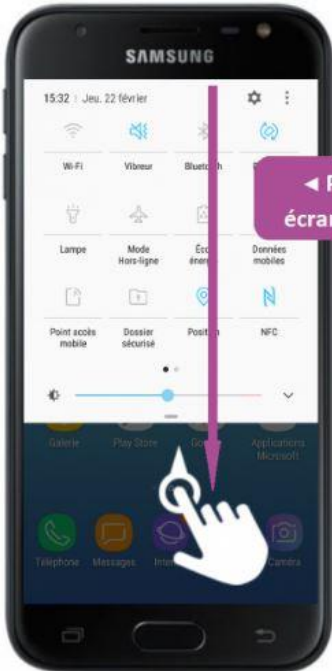 SAMSUNG
15:32 | Jeu. 22 février
Wi-Fi
Vibreur
Lampe
Mode
Hors-ligne
Données
mobiles
Point accès
mobile
Dossier
sécurisé
NFC
◄
Galerie
Play Store
Applications
Microsoft
Téléphone
Messages
Caméra